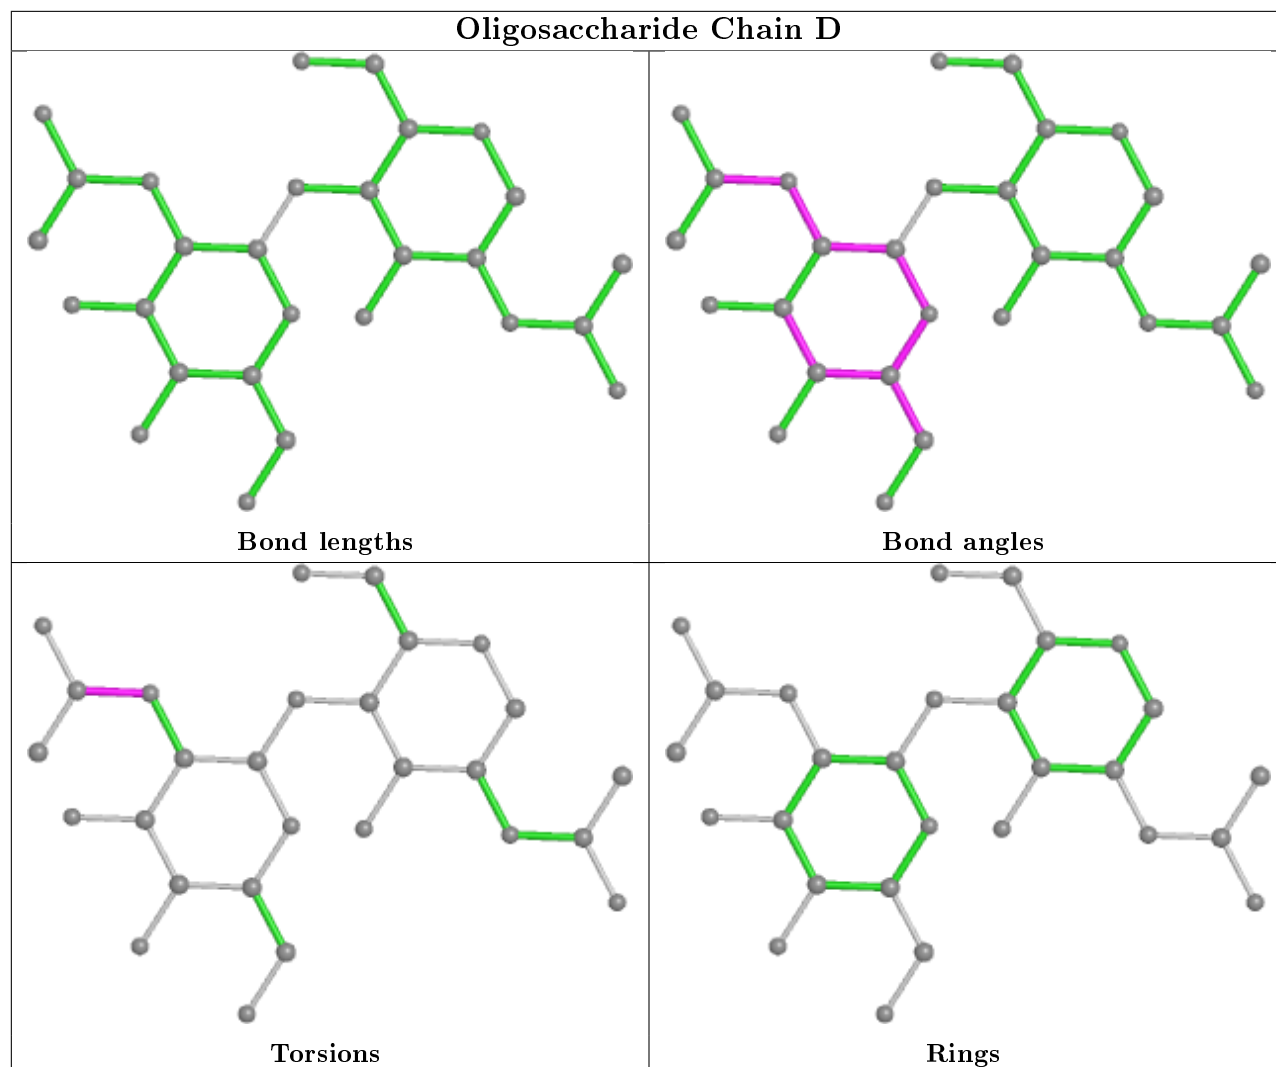 Oligosaccharide Chain D
Bond lengths
Bond angles
Torsions
Rings